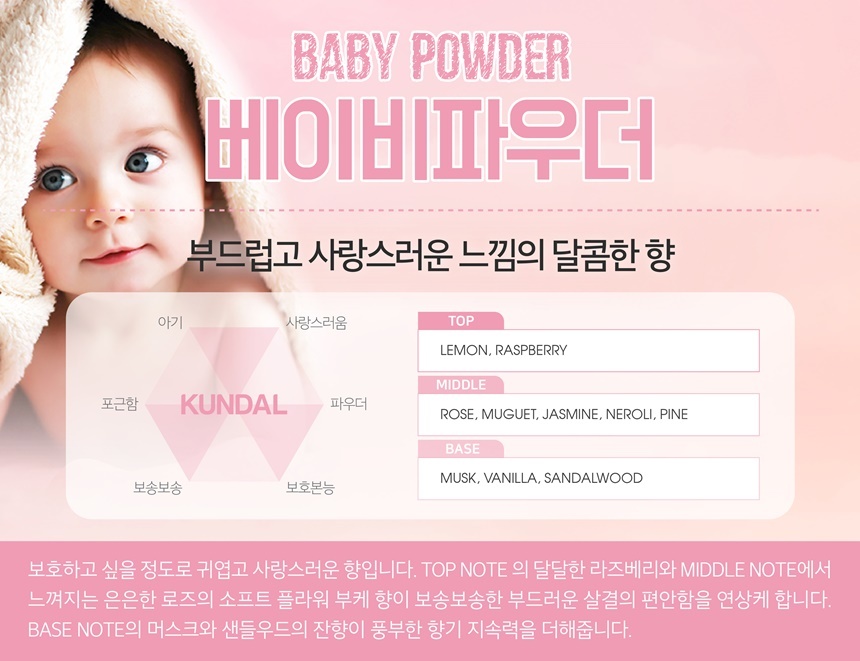 BABY POWDER
베이비파우더
부드럽고 사랑스러운 느낌의 달콤한 향
아기
사랑스러움
포근함
KUNDAL
파우더
보송보송
보호본능
TOP
LEMON, RASPBERRY
MIDDLE
ROSE, MUGUET, JASMINE, NEROLI, PINE
BASE
MUSK, VANILLA, SANDALWOOD
보호하고 싶을 정도로 귀엽고 사랑스러운 향입니다. TOP NOTE 의 달달한 라즈베리와 MIDDLE NOTE에서
느껴지는 은은한 로즈의 소프트 플라워 부케 향이 보송보송한 부드러운 살결의 편안함을 연상케 합니다.
BASE NOTE의 머스크와 샌들우드의 잔향이 풍부한 향기 지속력을 더해줍니다.